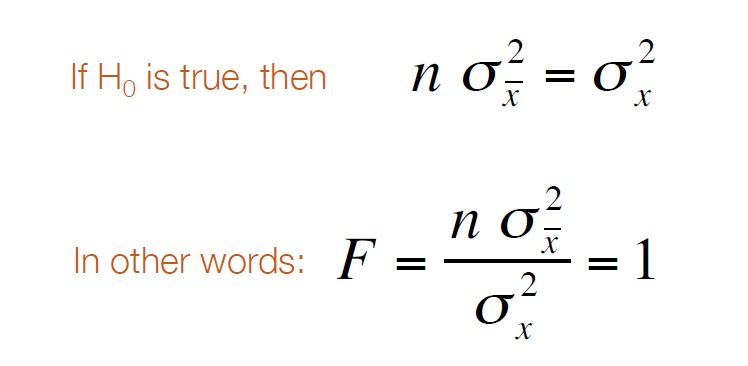 If H₀ is true, then n σ²x̄ = σ²x
In other words: F = n σ²x̄ / σ²x = 1